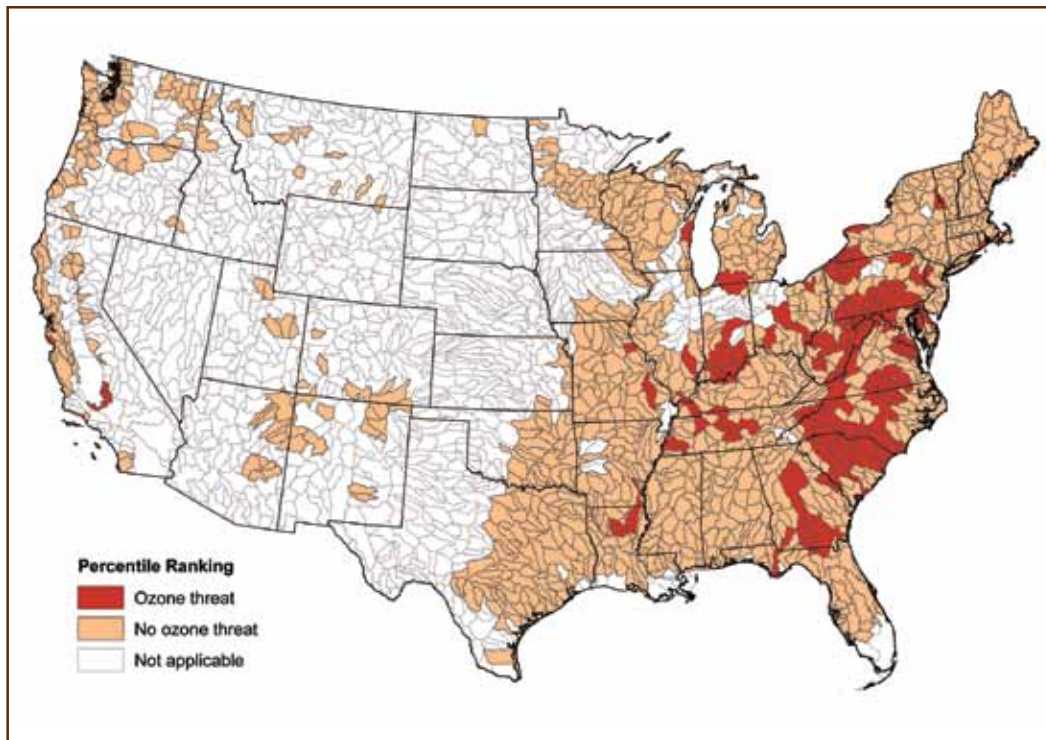 Percentile Ranking
Ozone threat
No ozone threat
Not applicable